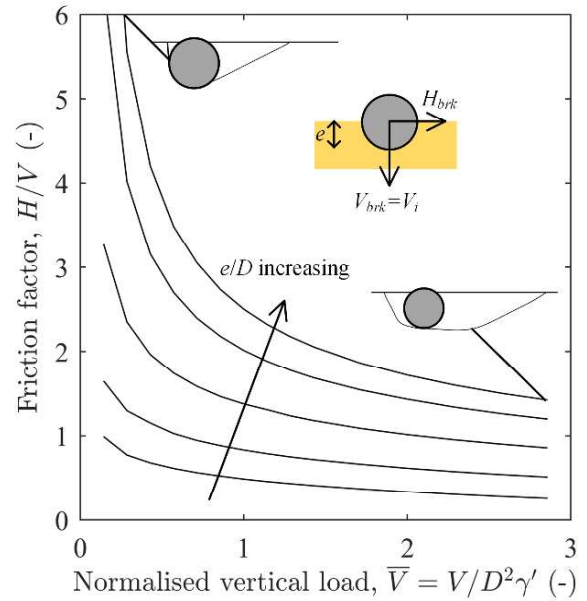 6
5
4
3
2
1
0
Friction factor, H/V (-)
H_brk
e
V_brk=V_i
e/D increasing
0
1
2
3
Normalised vertical load, V̅ = V/D²γ′ (-)